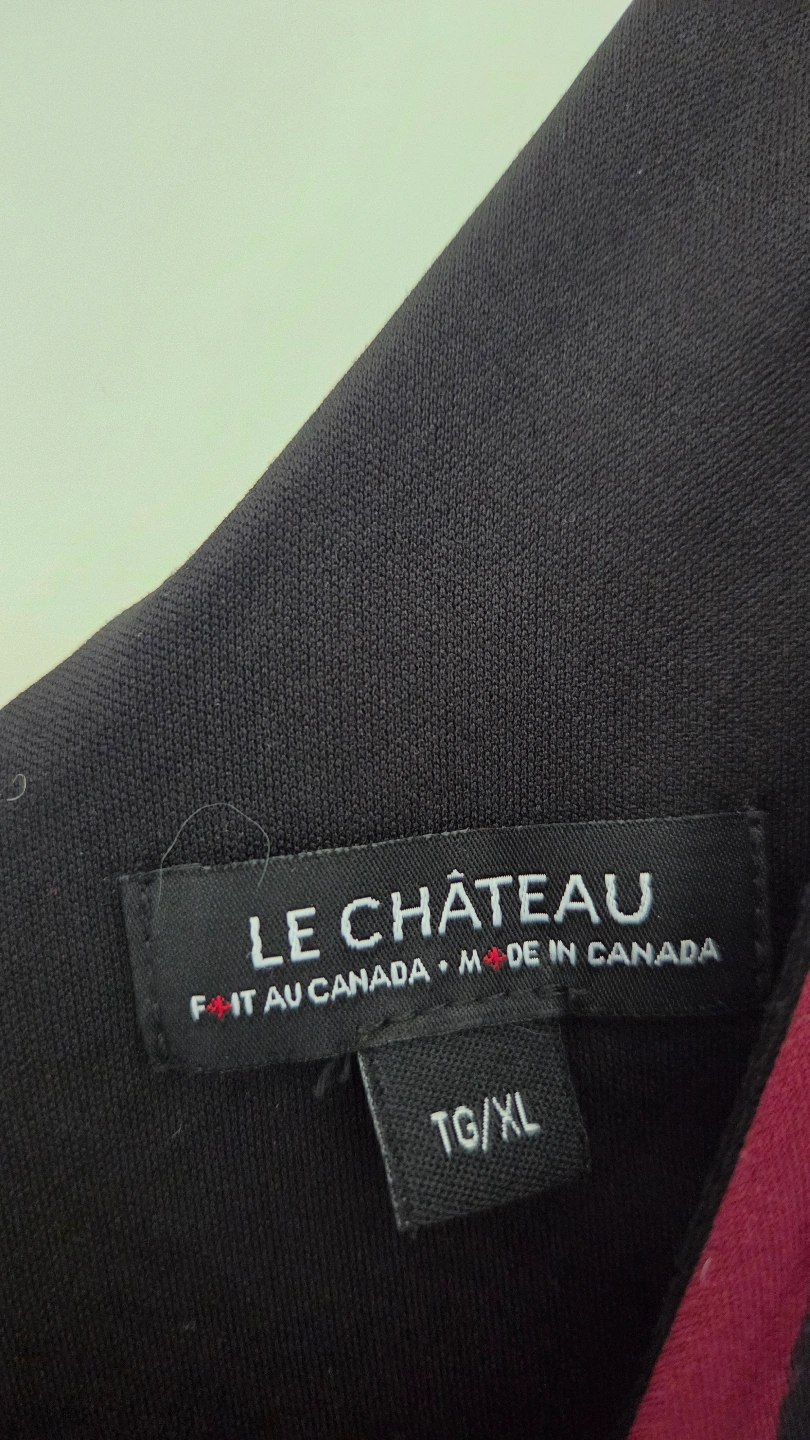 LE CHÂTEAU
FAIT AU CANADA • MADE IN CANADA
TG/XL